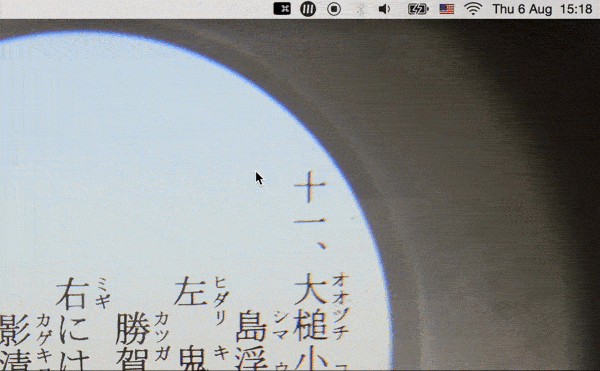 Thu 6 Aug 15:18
十一、大槌小
オオヅチ コ
島浮
シマ ウ
左 鬼
ヒダリ キ
勝賀
カツガ
右にけ
ミギ
影清
カゲキヨ